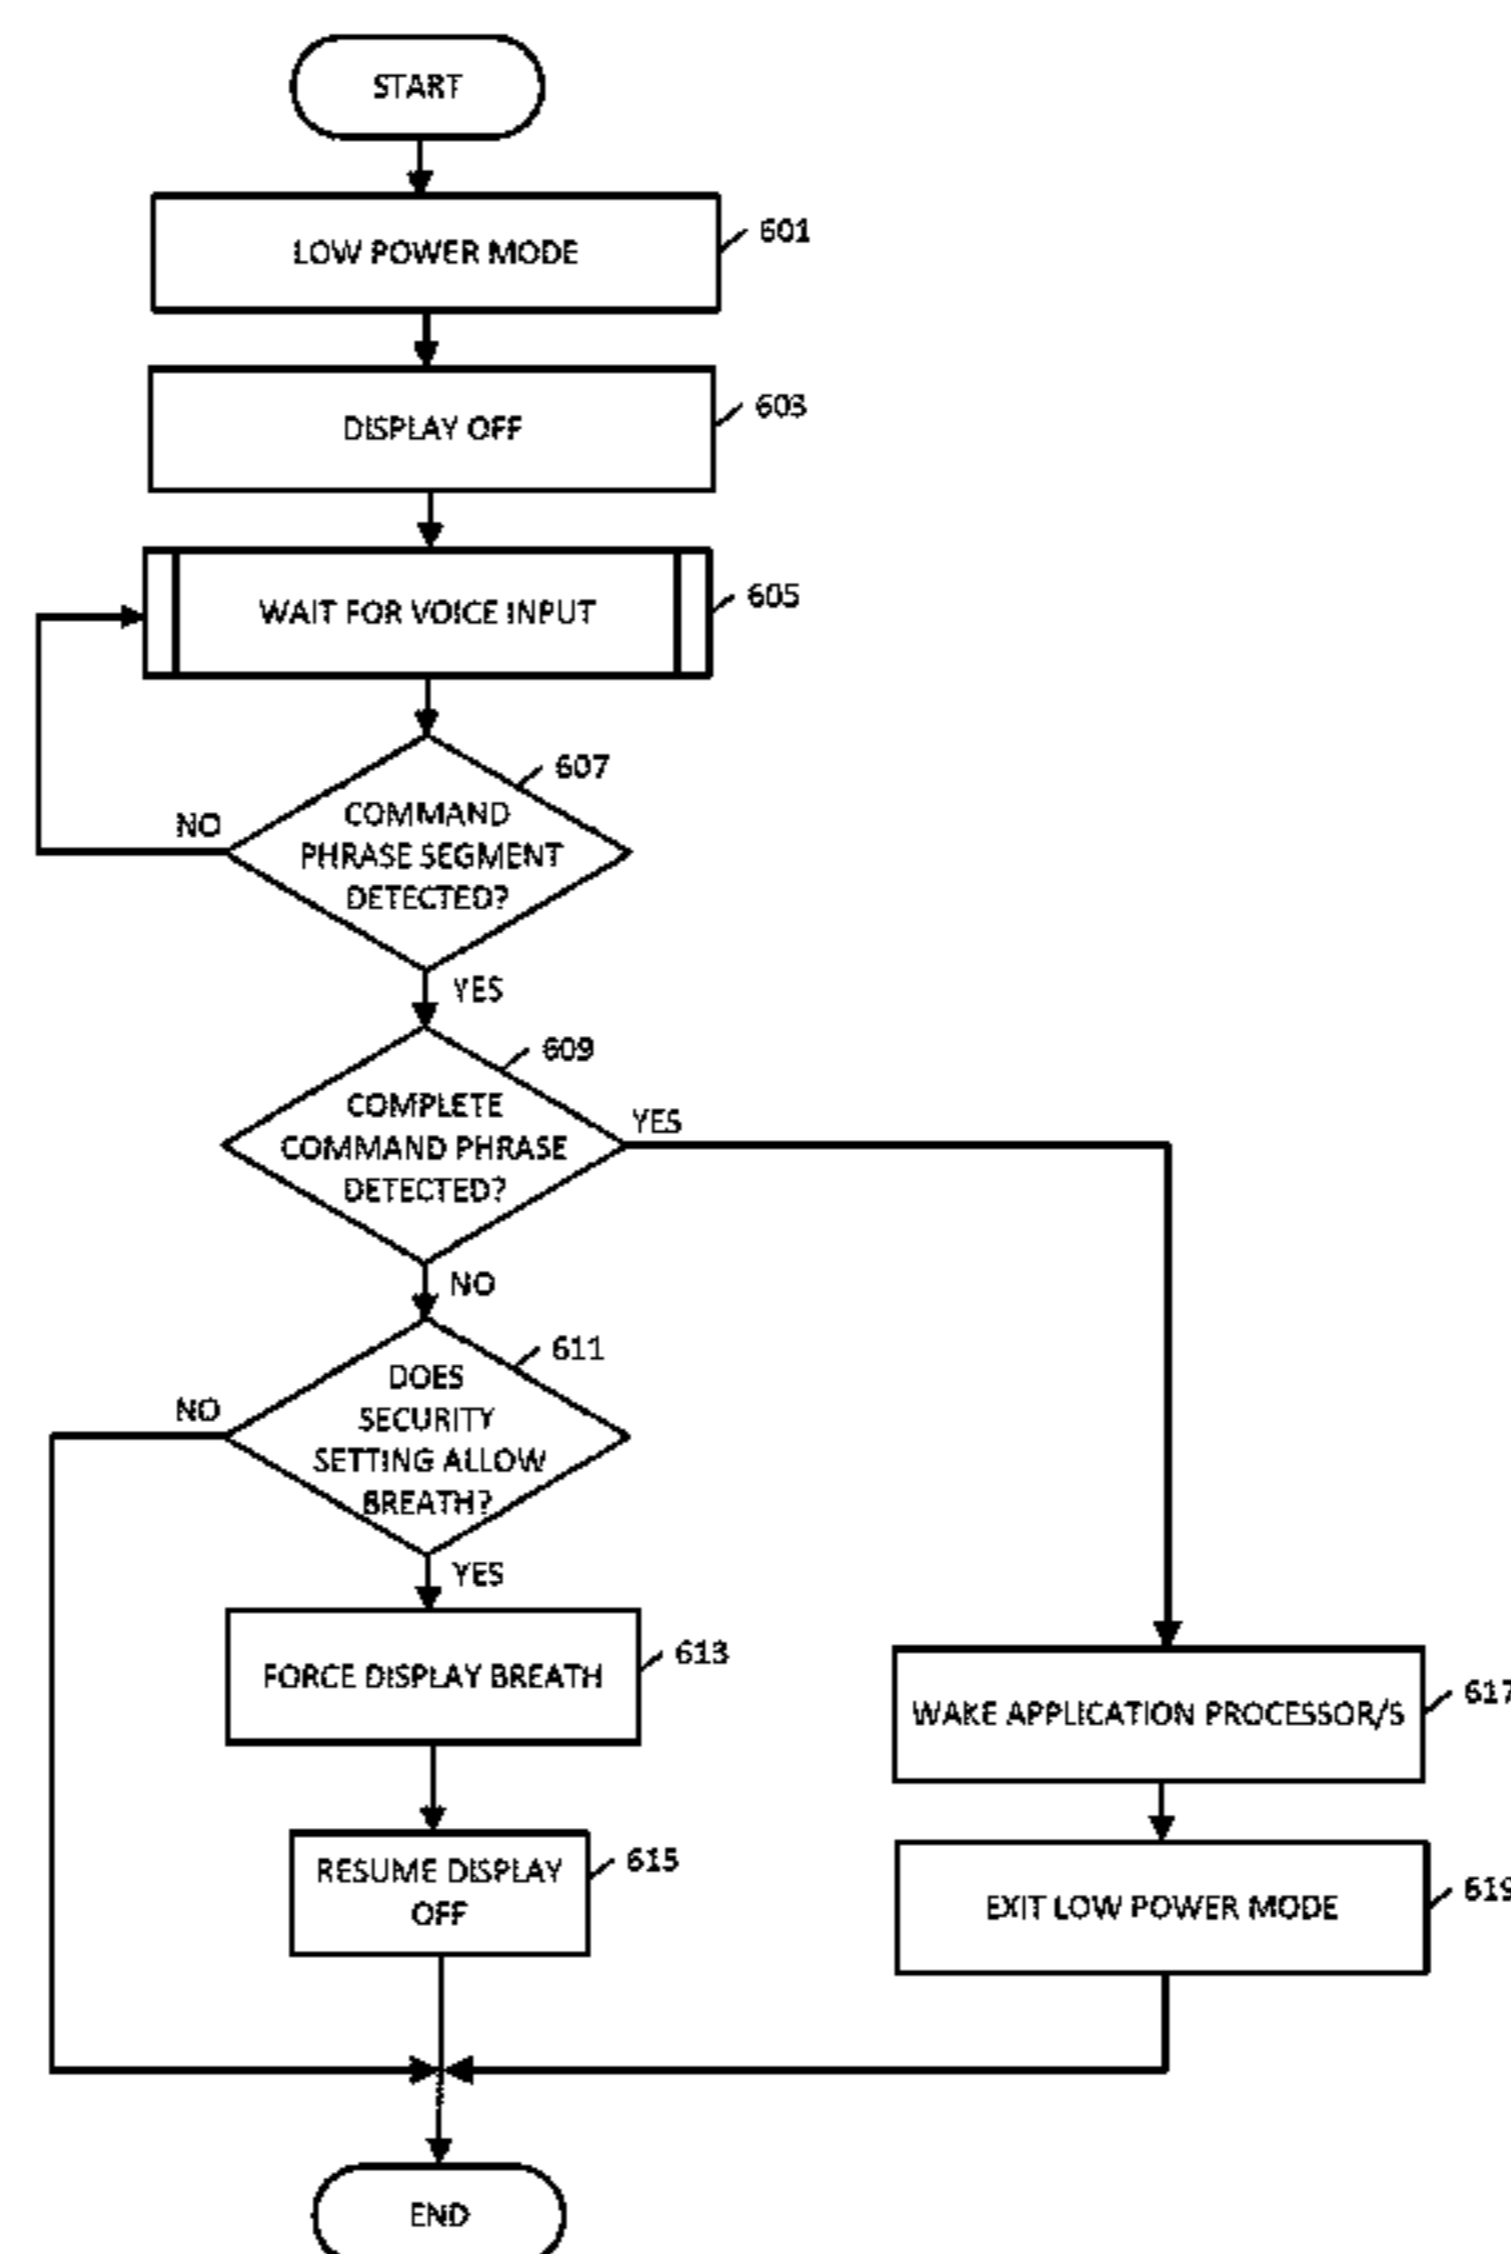 START
LOW POWER MODE
601
DISPLAY OFF
603
WAIT FOR VOICE INPUT
605
607
COMMAND
PHRASE SEGMENT
DETECTED?
NO
YES
609
COMPLETE
COMMAND PHRASE
DETECTED?
YES
NO
611
DOES
SECURITY
SETTING ALLOW
BREATH?
NO
YES
FORCE DISPLAY BREATH
613
WAKE APPLICATION PROCESSOR/S
617
RESUME DISPLAY
OFF
615
EXIT LOW POWER MODE
619
END